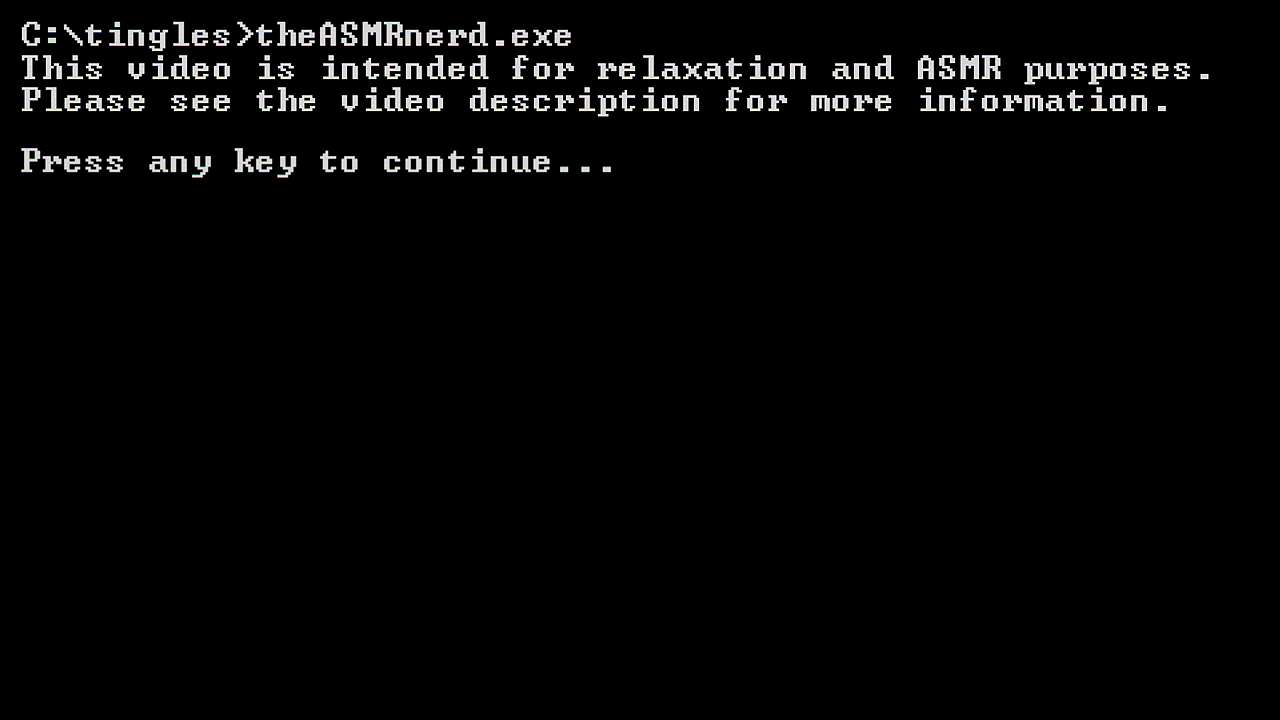 C:\tingles>theASMRnerd.exe
This video is intended for relaxation and ASMR purposes.
Please see the video description for more information.
Press any key to continue...